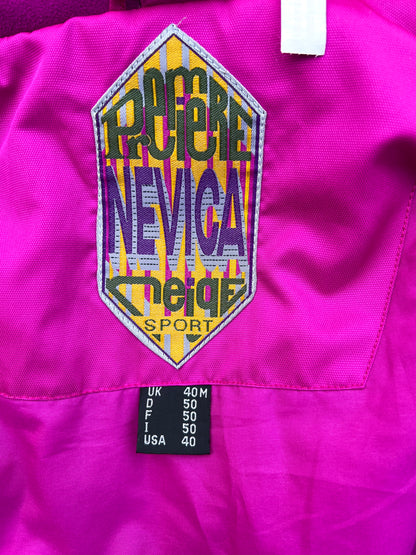 PREMIERE
NEVICA
neige
SPORT
UK 40M
D 50
F 50
I 50
USA 40